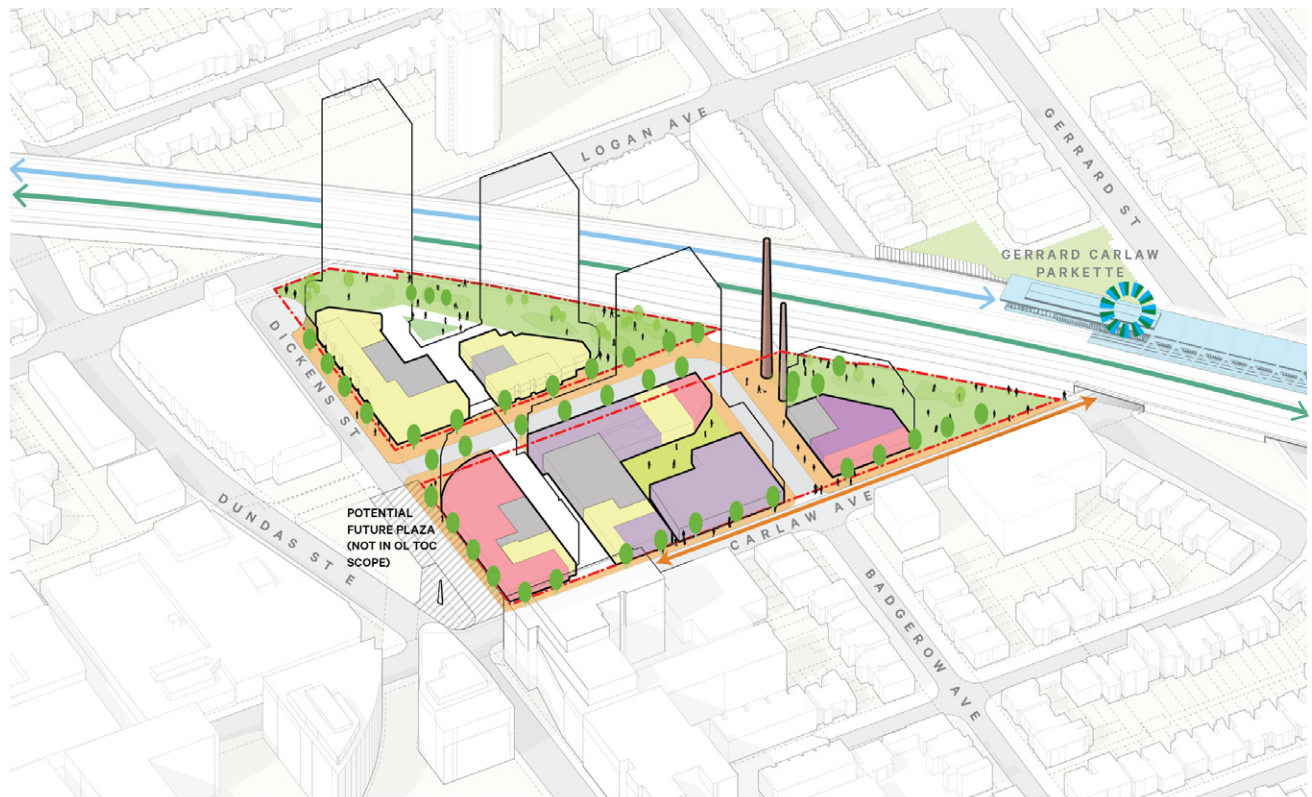 LOGAN AVE
GERRARD ST
GERRARD CARLAW
PARKETTE
DICKENS ST
DUNDAS ST E
POTENTIAL
FUTURE PLAZA
(NOT IN OL TOC
SCOPE)
CARLAW AVE
BADGEROW AVE